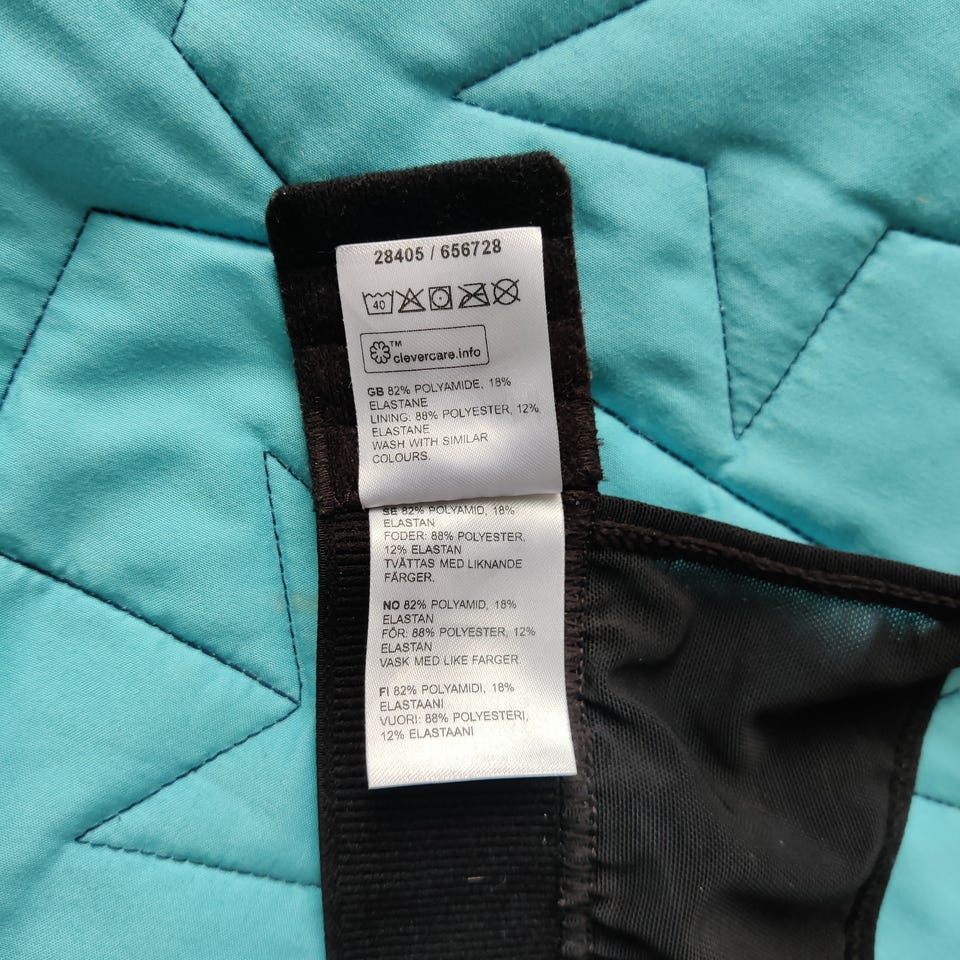 28405 / 656728
40
TM
clevercare.info
GB 82% POLYAMIDE, 18%
ELASTANE
LINING: 88% POLYESTER, 12%
ELASTANE
WASH WITH SIMILAR
COLOURS.
SE 82% POLYAMID, 18%
ELASTAN
FODER: 88% POLYESTER,
12% ELASTAN
TVÄTTAS MED LIKNANDE
FÄRGER.
NO 82% POLYAMID, 18%
ELASTAN
FÔR: 88% POLYESTER, 12%
ELASTAN
VASK MED LIKE FARGER.
FI 82% POLYAMIDI, 18%
ELASTAANI
VUORI: 88% POLYESTERI,
12% ELASTAANI